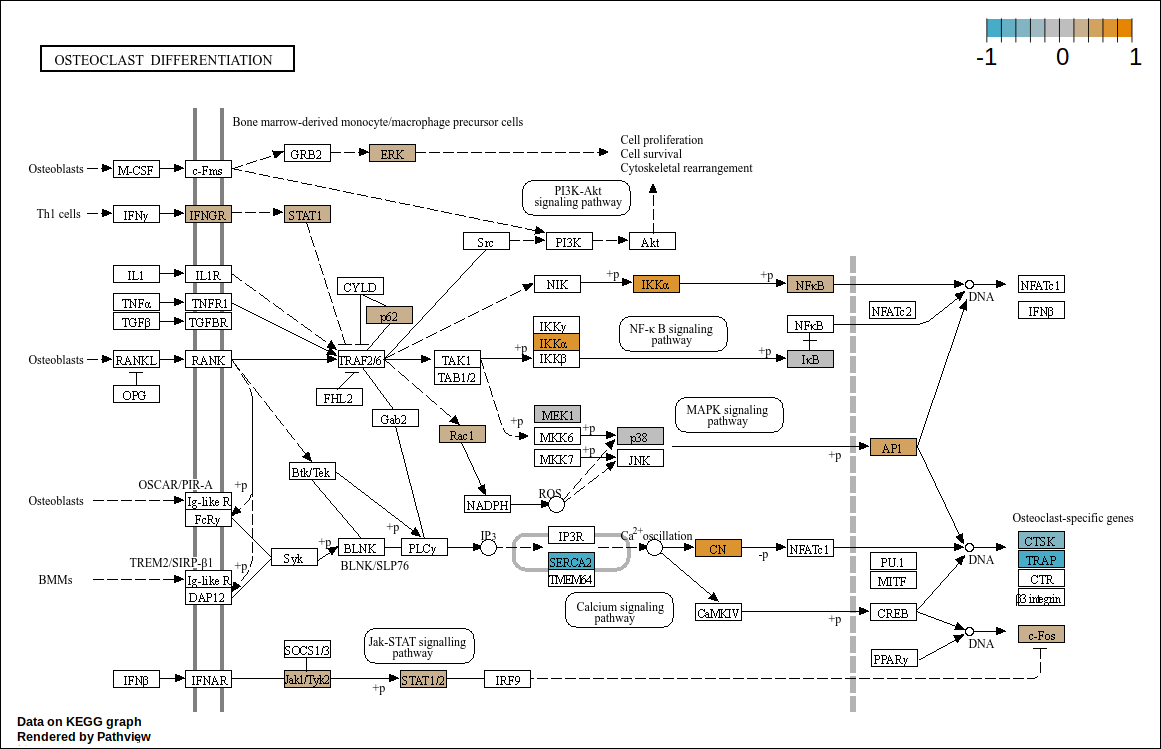 -1 0 1
OSTEOCLAST DIFFERENTIATION
Bone marrow-derived monocyte/macrophage precursor cells
Cell proliferation
Cell survival
Cytoskeletal rearrangement
Osteoblasts M-CSF c-Fms GRB2 ERK
PI3K-Akt
signaling pathway
Th1 cells IFNγ IFNGR STAT1
Src PI3K Akt
IL1 IL1R
CYLD
NIK +p IKKα +p NFκB
DNA
NFATc1
IFNβ
TNFα TNFR1
TGFβ TGFBR
p62
NFATc2
IKKγ
IKKα
IKKβ
+p
NF-κ B signaling
pathway
NFκB
+p
IκB
Osteoblasts RANKL RANK TRAF2/6 TAK1
TAB1/2
OPG
FHL2
Gab2
Rac1
MEK1
+p
MKK6 +p p38
MKK7 +p JNK
MAPK signaling
pathway
+p
AP1
Btk/Tek
OSCAR/PIR-A +p
Osteoblasts Ig-like R
FcRγ
NADPH ROS
Osteoclast-specific genes
Syk +p BLNK +p PLCγ IP3
BLNK/SLP76
IP3R
SERCA2
TMEM64
Ca2+ oscillation
CN -p NFATc1
DNA
CTSK
TRAP
CTR
β3 integrin
PU.1
MITF
TREM2/SIRP-β1 +p
BMMs Ig-like R
DAP12
Calcium signaling
pathway
CaMKIV +p CREB
DNA
c-Fos
PPARγ
SOCS1/3
Jak-STAT signalling
pathway
IFNβ IFNAR Jak1/Tyk2 +p STAT1/2 IRF9
Data on KEGG graph
Rendered by Pathview